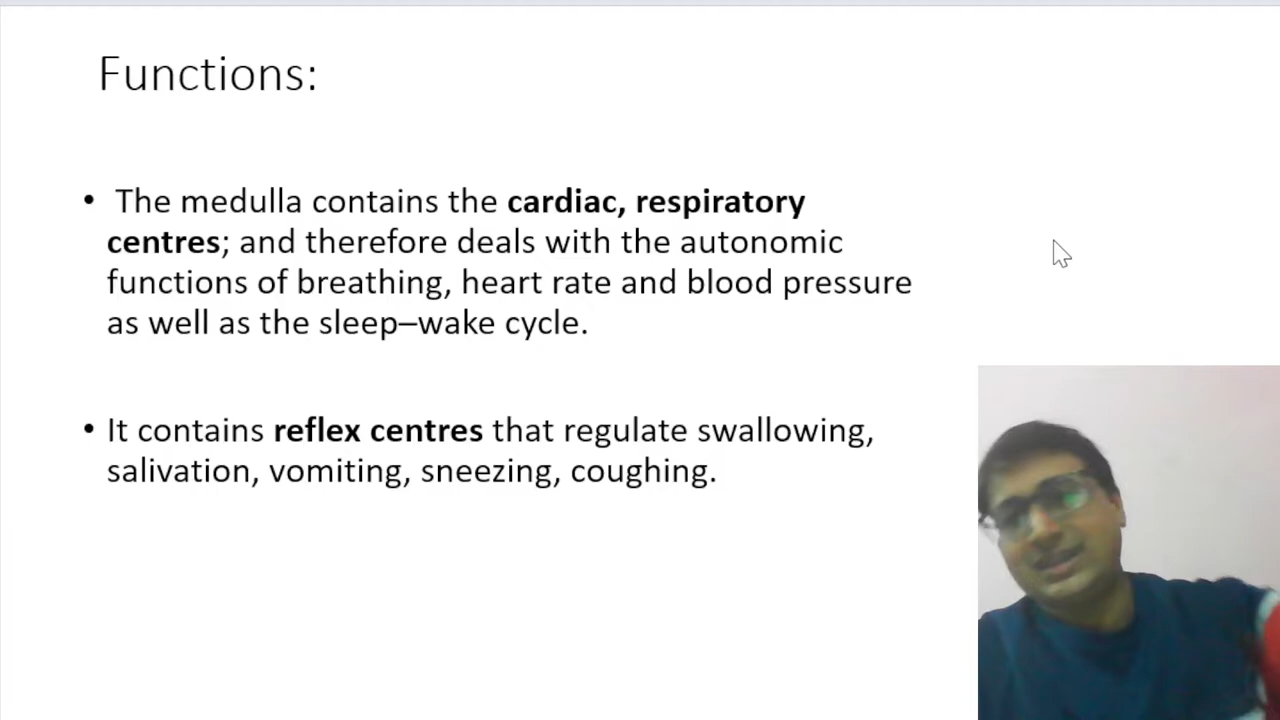 Functions:
• The medulla contains the cardiac, respiratory
centres; and therefore deals with the autonomic
functions of breathing, heart rate and blood pressure
as well as the sleep–wake cycle.
• It contains reflex centres that regulate swallowing,
salivation, vomiting, sneezing, coughing.